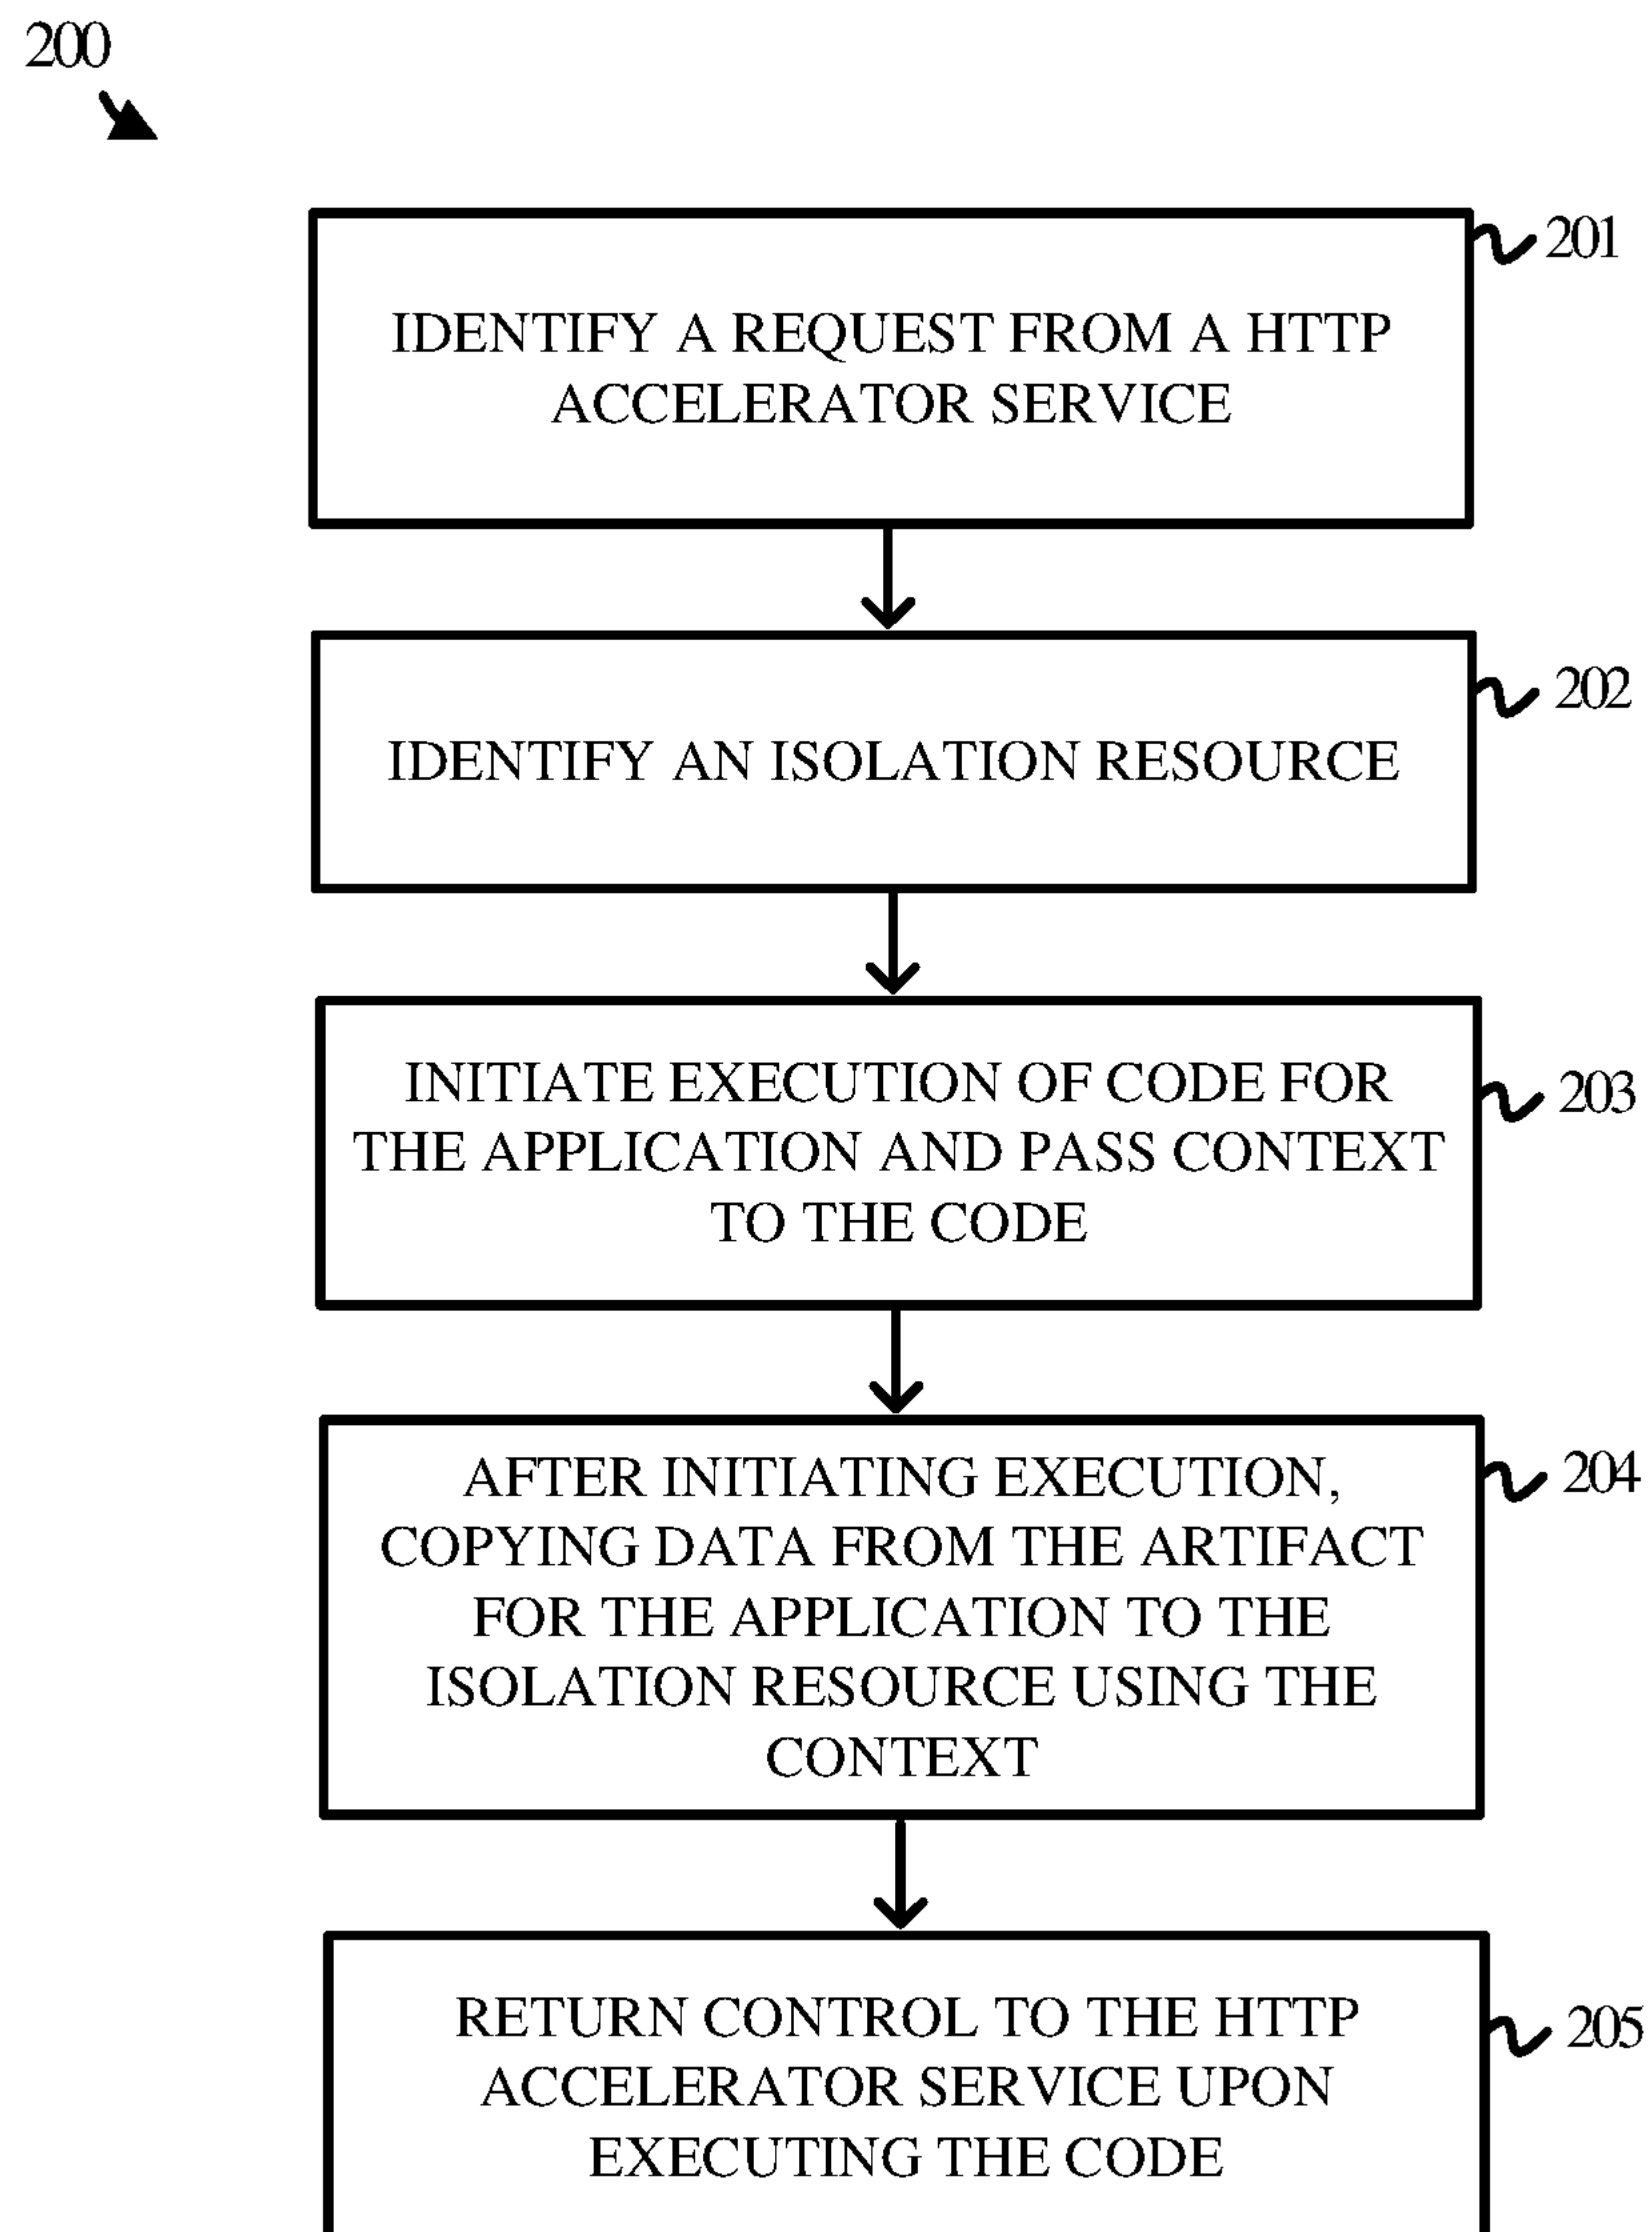 200
201
IDENTIFY A REQUEST FROM A HTTP
ACCELERATOR SERVICE
202
IDENTIFY AN ISOLATION RESOURCE
203
INITIATE EXECUTION OF CODE FOR
THE APPLICATION AND PASS CONTEXT
TO THE CODE
204
AFTER INITIATING EXECUTION,
COPYING DATA FROM THE ARTIFACT
FOR THE APPLICATION TO THE
ISOLATION RESOURCE USING THE
CONTEXT
205
RETURN CONTROL TO THE HTTP
ACCELERATOR SERVICE UPON
EXECUTING THE CODE